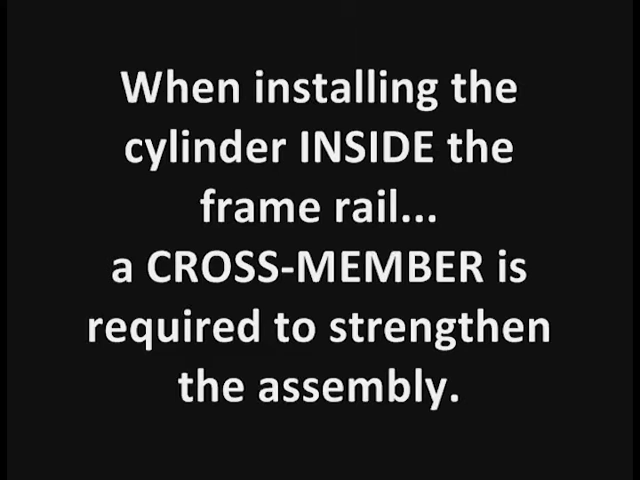 When installing the
cylinder INSIDE the
frame rail...
a CROSS-MEMBER is
required to strengthen
the assembly.